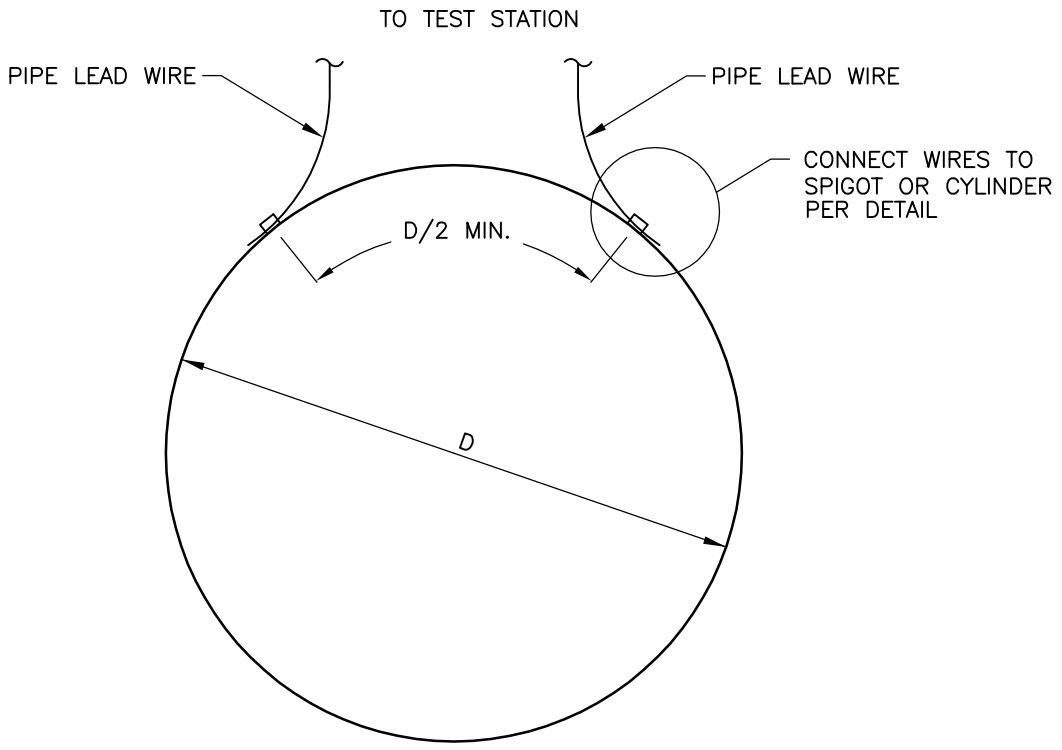 TO TEST STATION
PIPE LEAD WIRE
PIPE LEAD WIRE
CONNECT WIRES TO
SPIGOT OR CYLINDER
PER DETAIL
D/2 MIN.
D